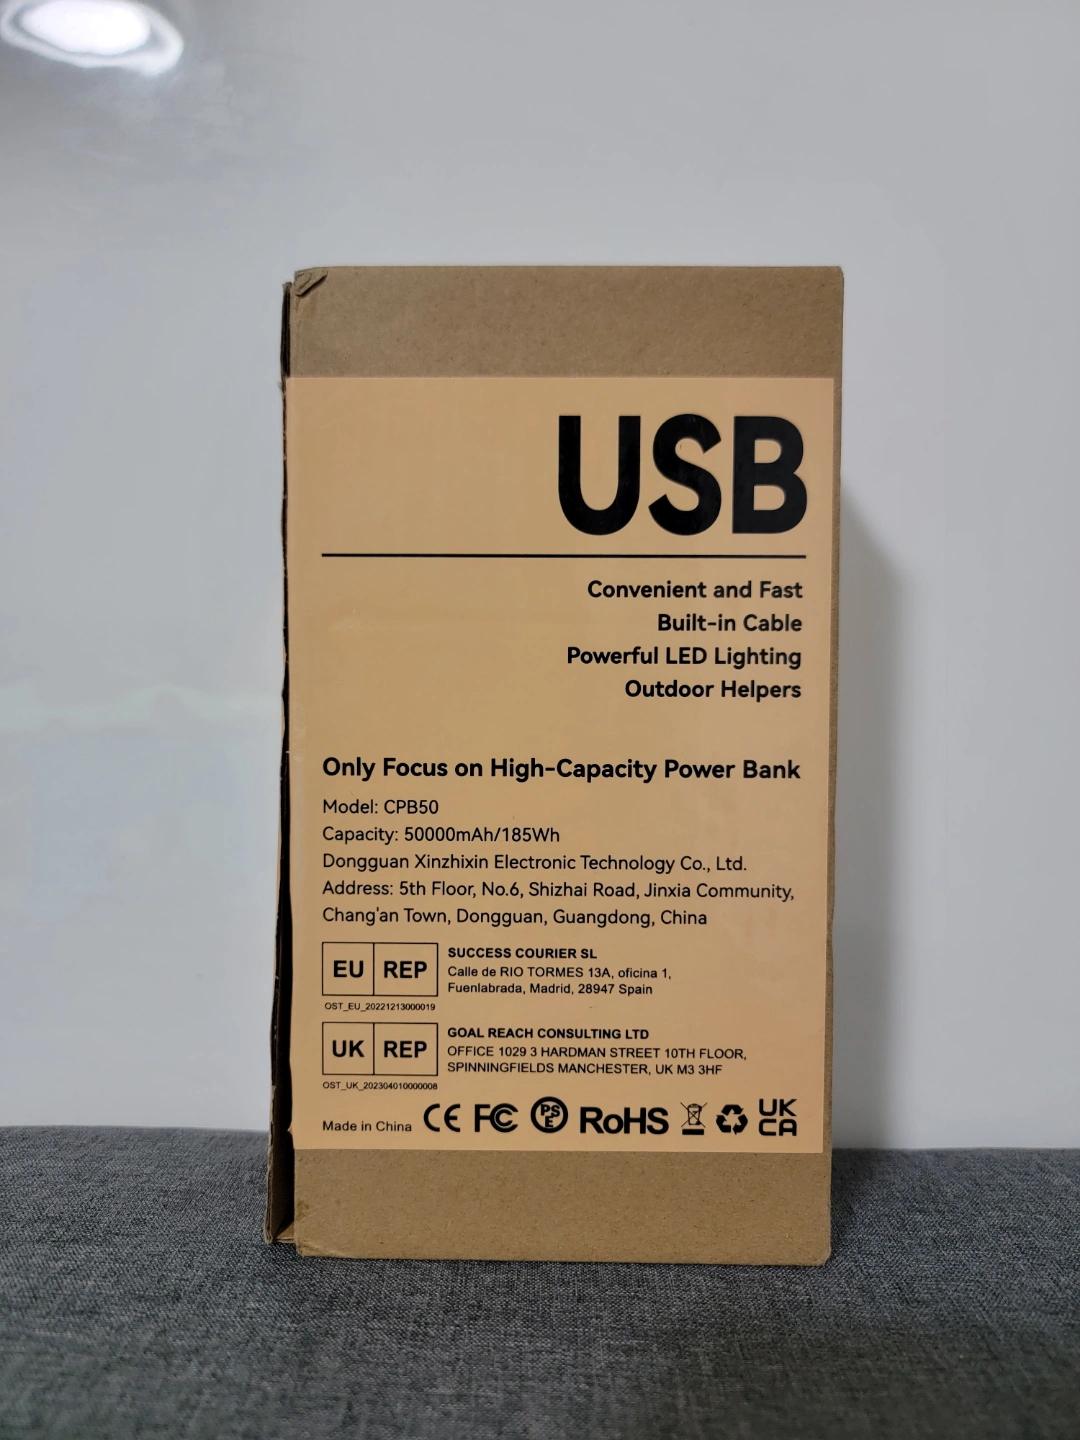 USB
Convenient and Fast
Built-in Cable
Powerful LED Lighting
Outdoor Helpers
Only Focus on High-Capacity Power Bank
Model: CPB50
Capacity: 50000mAh/185Wh
Dongguan Xinzhixin Electronic Technology Co., Ltd.
Address: 5th Floor, No.6, Shizhai Road, Jinxia Community,
Chang'an Town, Dongguan, Guangdong, China
EU REP
SUCCESS COURIER SL
Calle de RIO TORMES 13A, oficina 1,
Fuenlabrada, Madrid, 28947 Spain
OST_EU_20221213000019
UK REP
GOAL REACH CONSULTING LTD
OFFICE 1029 3 HARDMAN STREET 10TH FLOOR,
SPINNINGFIELDS MANCHESTER, UK M3 3HF
OST_UK_202304010000008
Made in China CE FC PSE RoHS UK
CA